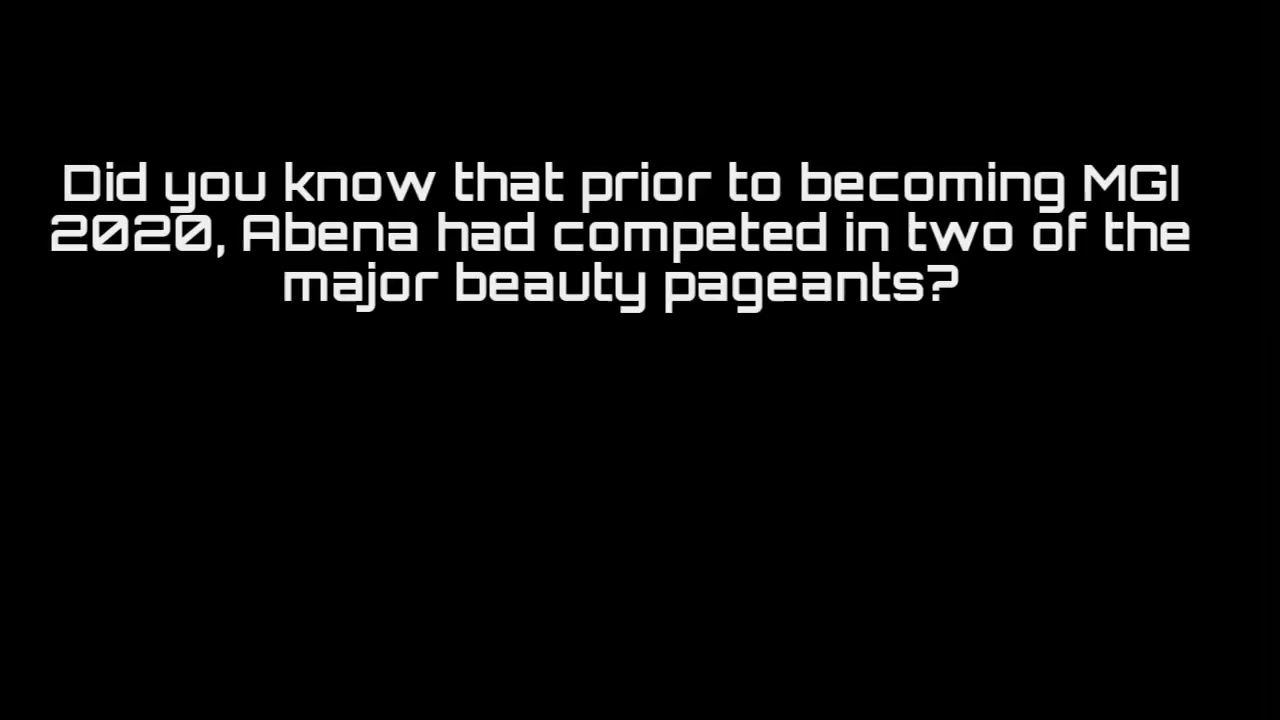 Did you know that prior to becoming MGI
2020, Abena had competed in two of the
major beauty pageants?